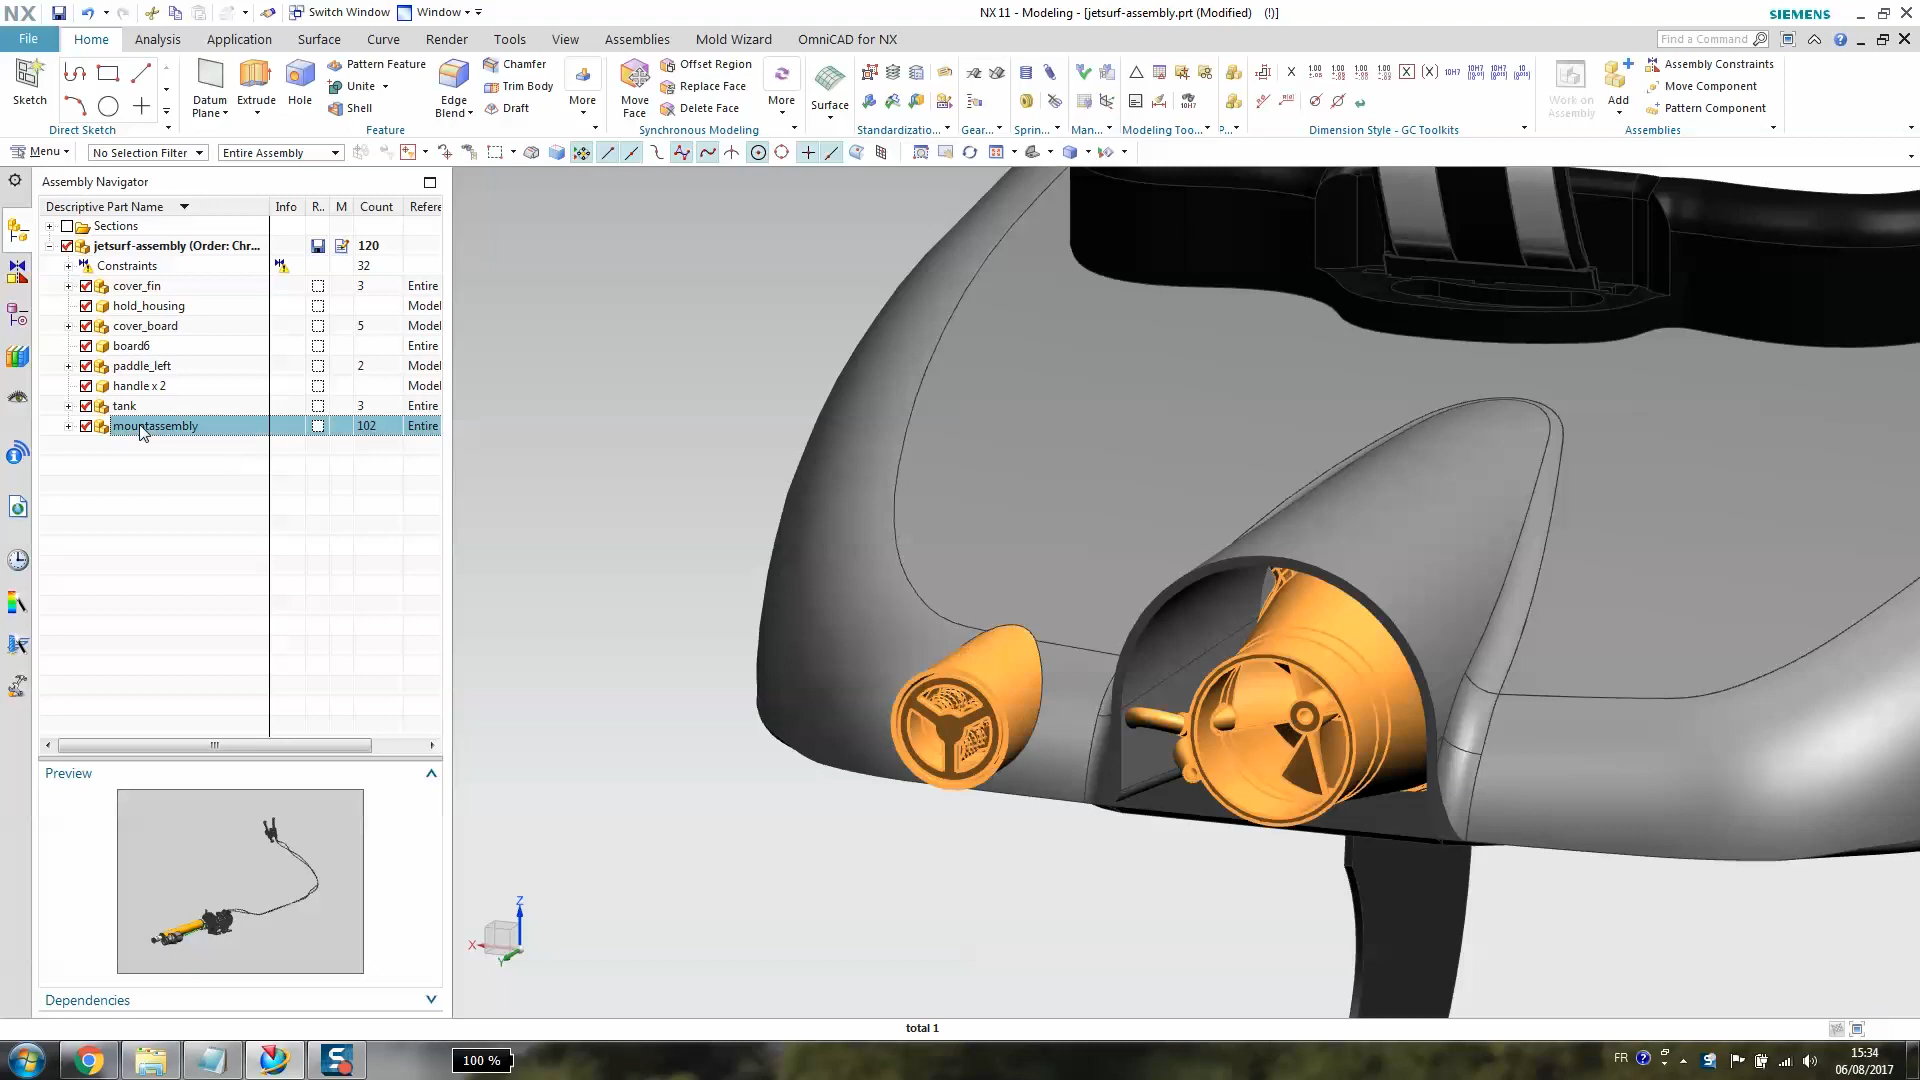 NX
Switch Window
Window
NX 11 - Modeling - [jetsurf-assembly.prt (Modified) (!)]
SIEMENS
File
Home
Analysis
Application
Surface
Curve
Render
Tools
View
Assemblies
Mold Wizard
OmniCAD for NX
Find a Command
Sketch
Direct Sketch
Datum Plane
Extrude
Hole
Pattern Feature
Unite
Shell
Edge Blend
Chamfer
Trim Body
Draft
More
Feature
Move Face
Offset Region
Replace Face
Delete Face
More
Synchronous Modeling
Surface
Standardizatio...
Gear...
Sprin...
Man...
Modeling Too...
P...
Dimension Style - GC Toolkits
Work on Assembly
Add
Assembly Constraints
Move Component
Pattern Component
Assemblies
Menu
No Selection Filter
Entire Assembly
Assembly Navigator
Descriptive Part Name Info R.. M Count Refere
Sections
jetsurf-assembly (Order: Chr... 120
Constraints 32
cover_fin 3 Entire
hold_housing Model
cover_board 5 Model
board6 Entire
paddle_left 2 Model
handle x 2 Model
tank 3 Entire
mountassembly 102 Entire
Preview
Dependencies
Z
X
Y
total 1
100 %
FR
15:34
06/08/2017